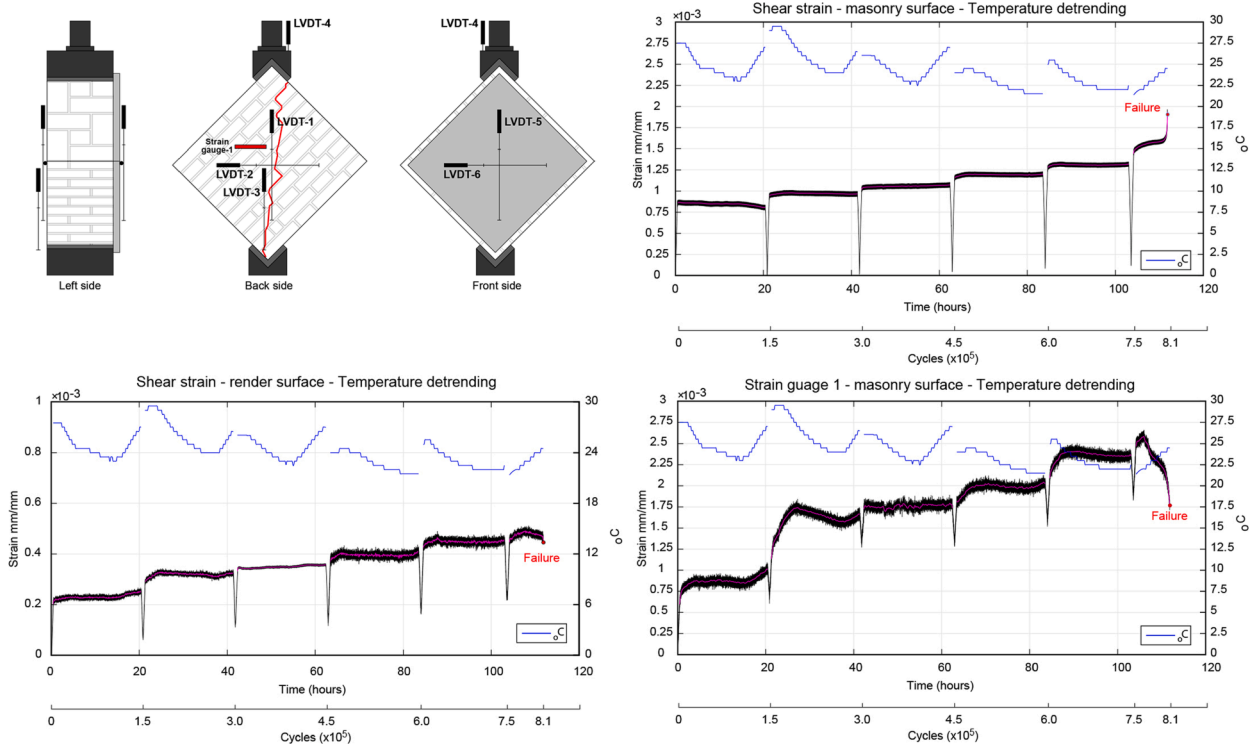 LVDT-4
LVDT-1
Strain
gauge-1
LVDT-2
LVDT-3
LVDT-4
LVDT-5
LVDT-6
Left side
Back side
Front side
Shear strain - masonry surface - Temperature detrending
×10⁻³
3
2.75
2.5
2.25
2
1.75
1.5
1.25
1
0.75
0.5
0.25
0
Strain mm/mm
30
27.5
25
22.5
20
17.5
15
12.5
10
7.5
5
2.5
0
oC
Failure
oC
0 20 40 60 80 100 120
Time (hours)
0 1.5 3.0 4.5 6.0 7.5 8.1
Cycles (x10⁵)
Shear strain - render surface - Temperature detrending
×10⁻³
1
0.8
0.6
0.4
0.2
0
Strain mm/mm
30
24
18
12
6
0
oC
Failure
oC
0 20 40 60 80 100 120
Time (hours)
0 1.5 3.0 4.5 6.0 7.5 8.1
Cycles (x10⁵)
Strain guage 1 - masonry surface - Temperature detrending
×10⁻³
3
2.75
2.5
2.25
2
1.75
1.5
1.25
1
0.75
0.5
0.25
0
Strain mm/mm
30
27.5
25
22.5
20
17.5
15
12.5
10
7.5
5
2.5
0
oC
Failure
oC
0 20 40 60 80 100 120
Time (hours)
0 1.5 3.0 4.5 6.0 7.5 8.1
Cycles (x10⁵)